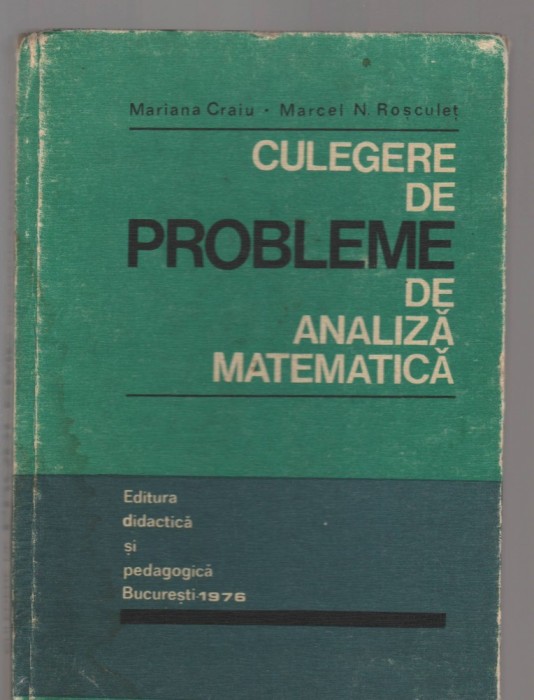 Mariana Craiu • Marcel N. Roșculeț
CULEGERE
DE
PROBLEME
DE
ANALIZĂ
MATEMATICĂ
Editura
didactică
și
pedagogică
București-1976